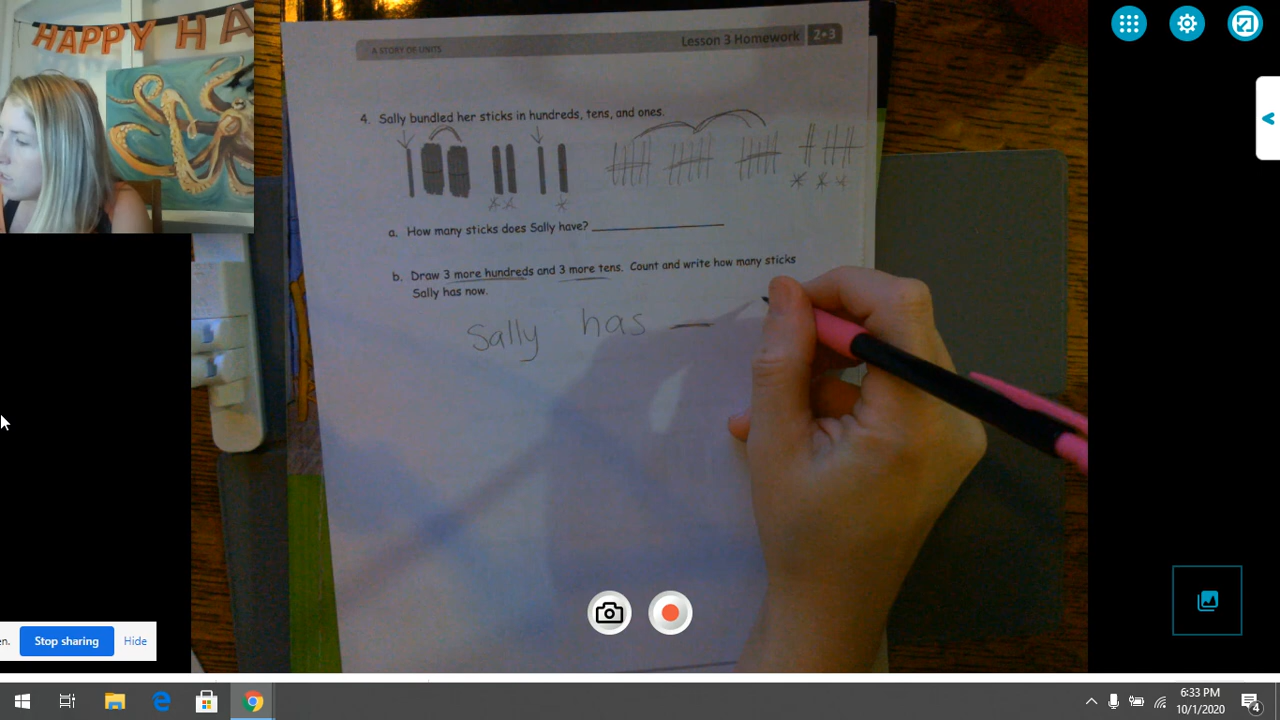 HAPPY HA
A STORY OF UNITS
Lesson 3 Homework 2•3
4. Sally bundled her sticks in hundreds, tens, and ones.
a. How many sticks does Sally have?
b. Draw 3 more hundreds and 3 more tens. Count and write how many sticks
Sally has now.
Sally has
en.
Stop sharing
Hide
6:33 PM
10/1/2020
4